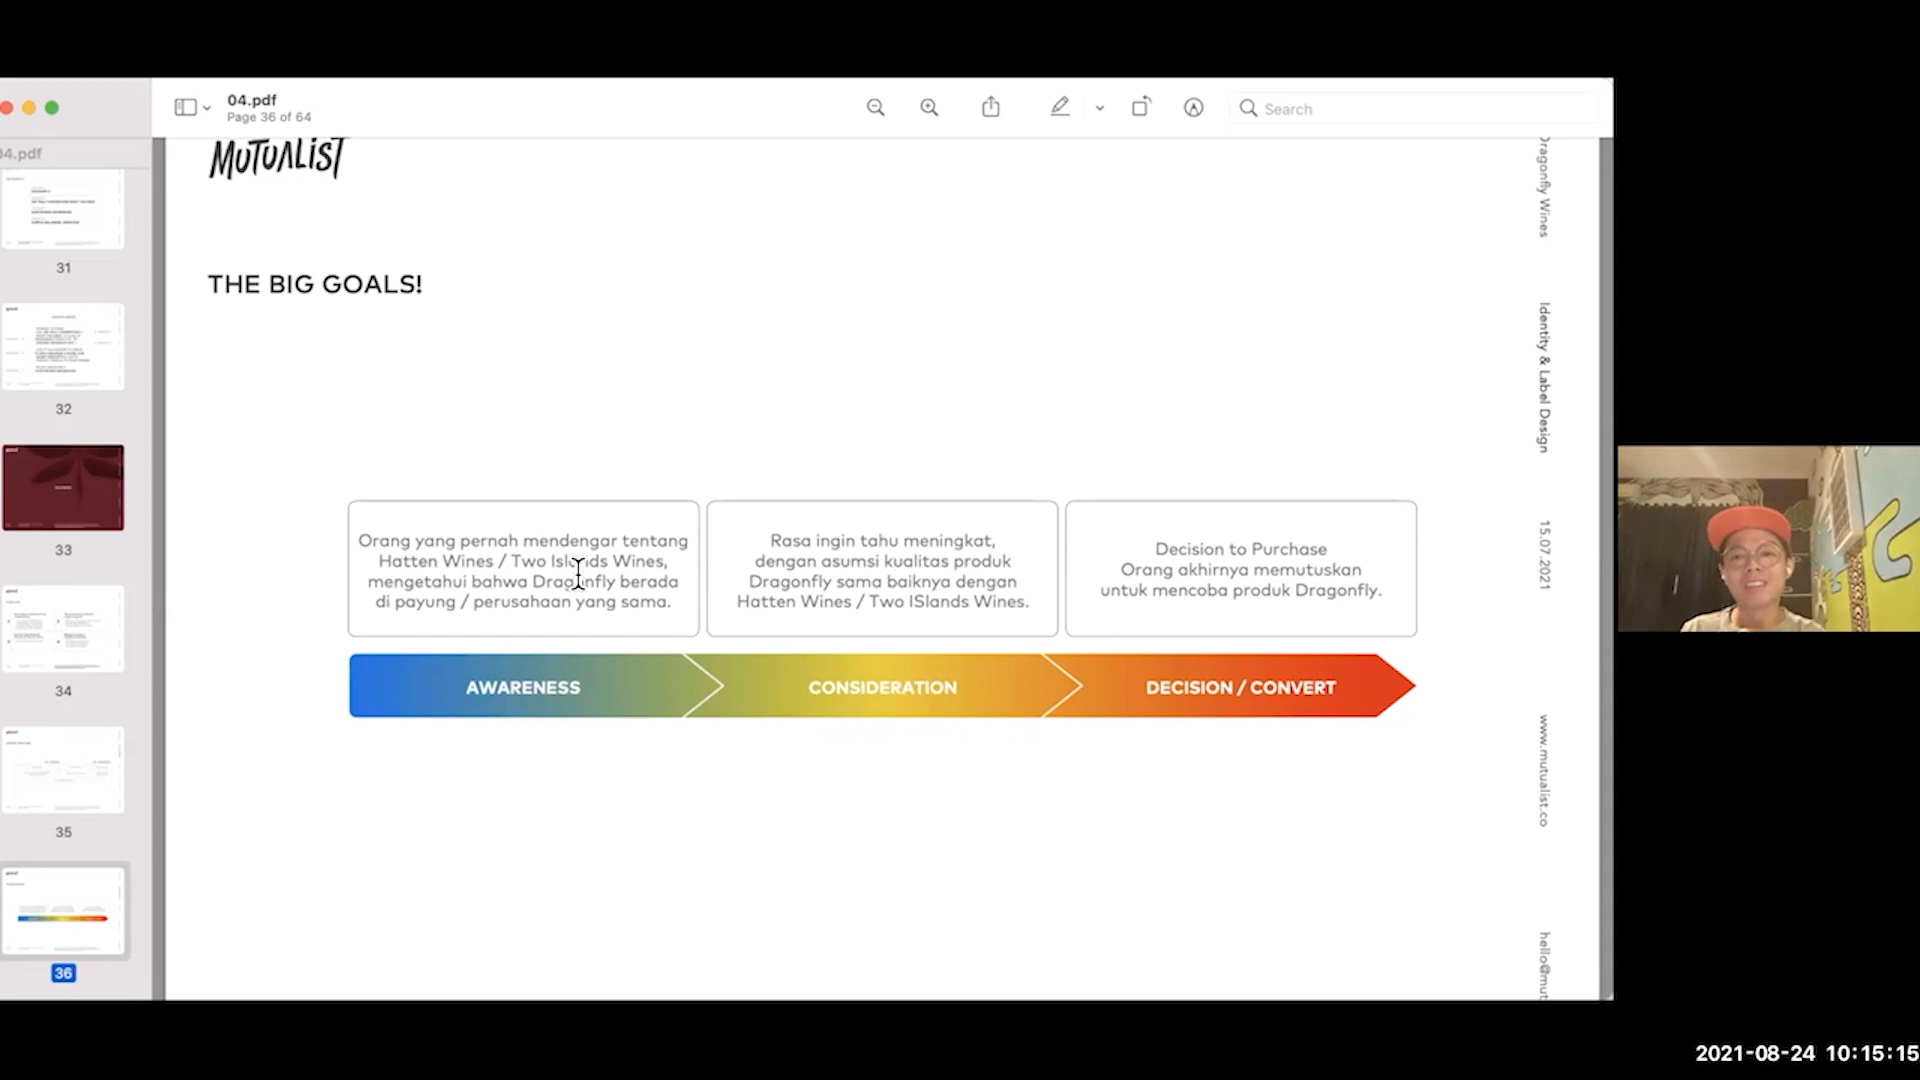 04.pdf
Page 36 of 64
Search
04.pdf
31
32
33
34
35
36
MUTUALIST
THE BIG GOALS!
Orang yang pernah mendengar tentang
Hatten Wines / Two Islands Wines,
mengetahui bahwa Dragonfly berada
di payung / perusahaan yang sama.
Rasa ingin tahu meningkat,
dengan asumsi kualitas produk
Dragonfly sama baiknya dengan
Hatten Wines / Two ISlands Wines.
Decision to Purchase
Orang akhirnya memutuskan
untuk mencoba produk Dragonfly.
AWARENESS
CONSIDERATION
DECISION / CONVERT
Dragonfly Wines
Identity & Label Design
15.07.2021
www.mutualist.co
hello@mut
2021-08-24 10:15:15